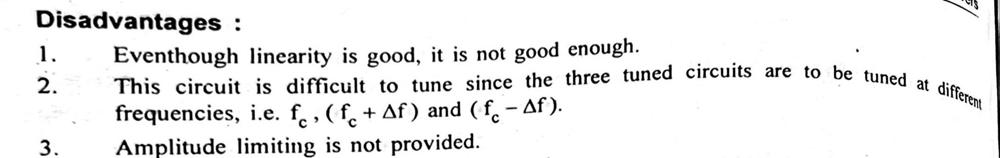 Disadvantages :
1. Eventhough linearity is good, it is not good enough.
2. This circuit is difficult to tune since the three tuned circuits are to be tuned at different
frequencies, i.e. f_c , ( f_c + Δf ) and ( f_c − Δf ).
3. Amplitude limiting is not provided.